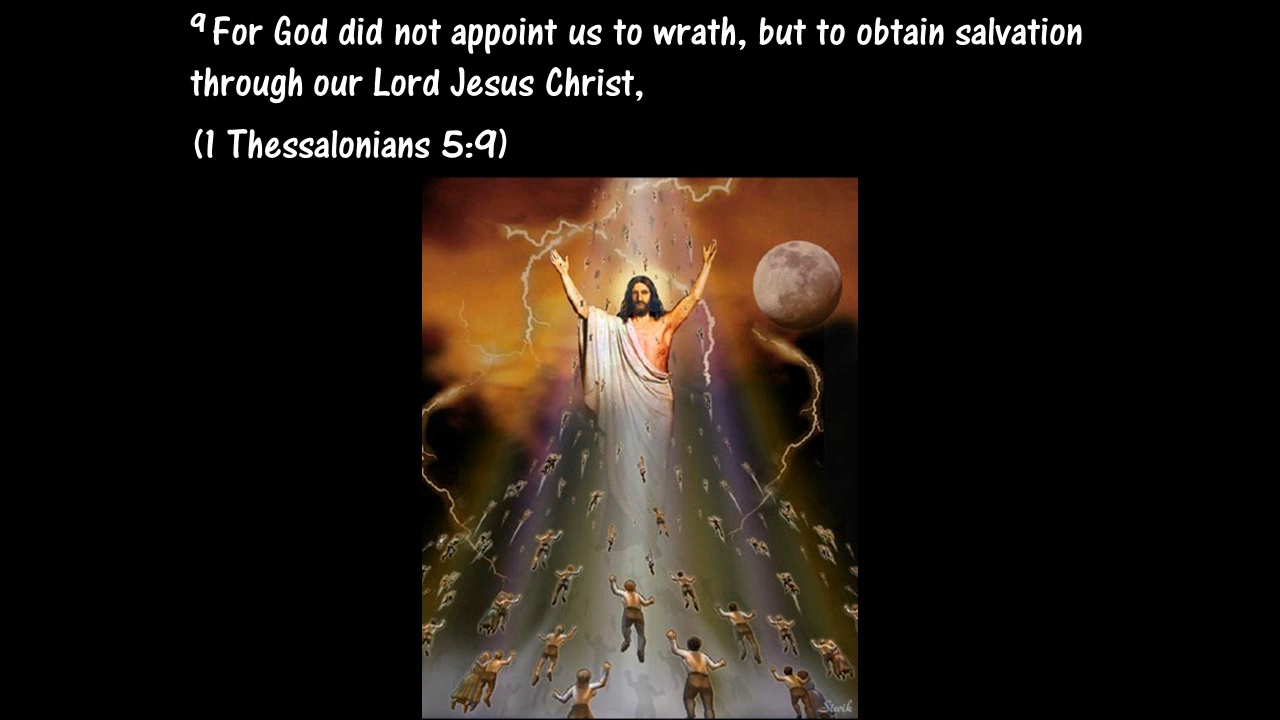 ⁹ For God did not appoint us to wrath, but to obtain salvation
through our Lord Jesus Christ,
(1 Thessalonians 5:9)